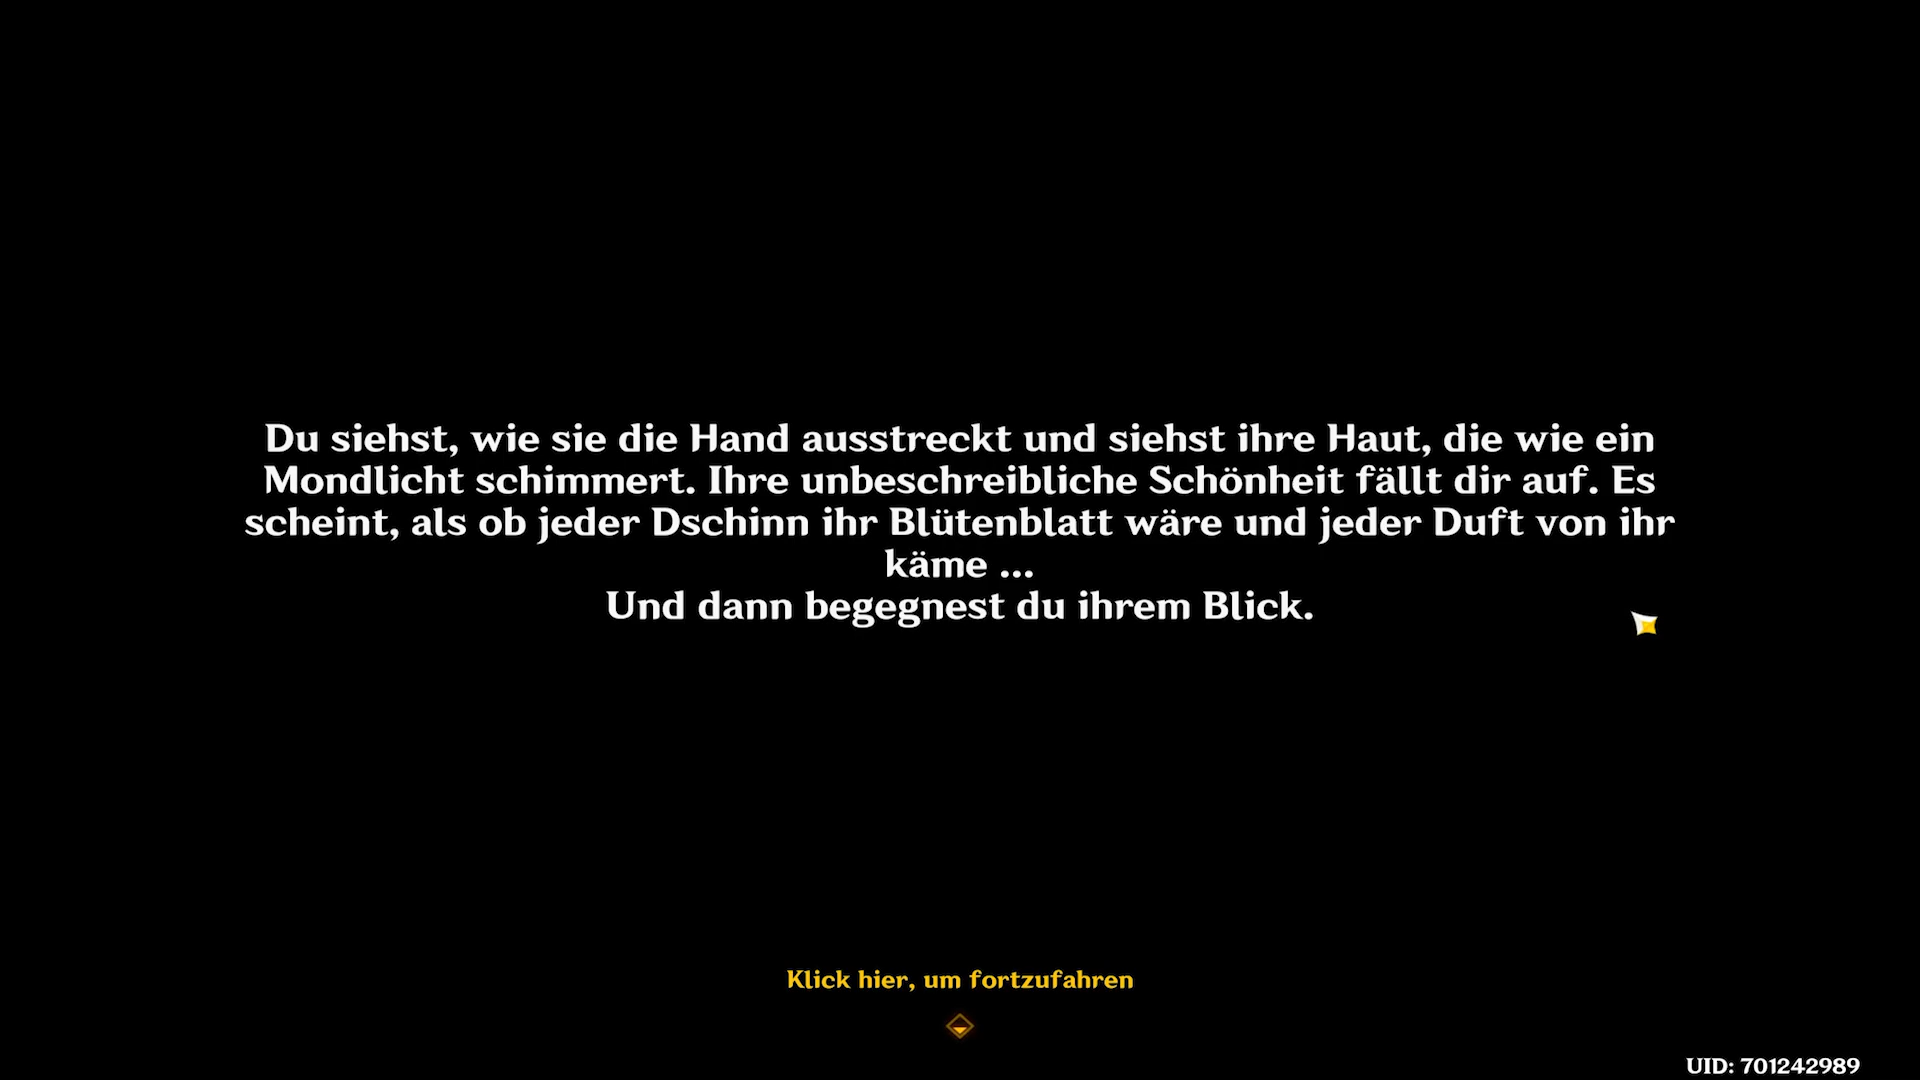 Du siehst, wie sie die Hand ausstreckt und siehst ihre Haut, die wie ein
Mondlicht schimmert. Ihre unbeschreibliche Schönheit fällt dir auf. Es
scheint, als ob jeder Dschinn ihr Blütenblatt wäre und jeder Duft von ihr
käme ...
Und dann begegnest du ihrem Blick.
Klick hier, um fortzufahren
UID: 701242989